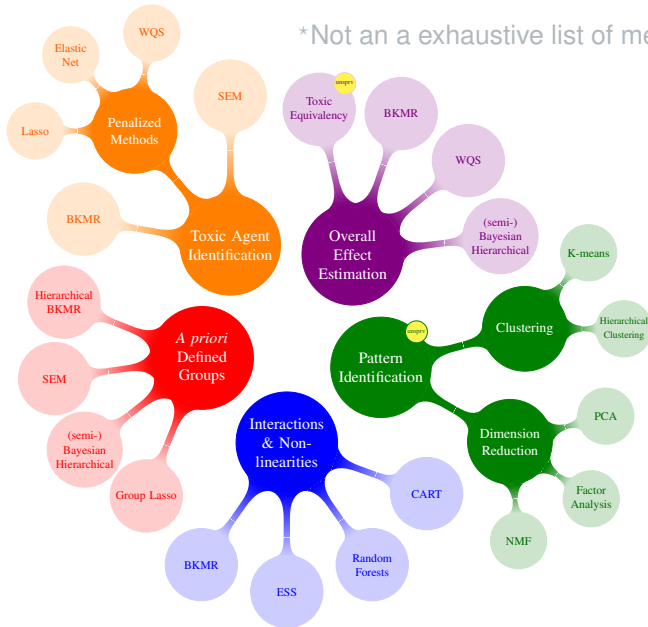 *Not an a exhaustive list of me
WQS
Elastic
Net
Lasso
Penalized
Methods
SEM
BKMR
Toxic Agent
Identification
unsprv
Toxic
Equivalency
BKMR
WQS
(semi-)
Bayesian
Hierarchical
Overall
Effect
Estimation
K-means
Hierarchical
Clustering
Clustering
unsprv
Pattern
Identification
Dimension
Reduction
PCA
Factor
Analysis
NMF
Hierarchical
BKMR
SEM
(semi-)
Bayesian
Hierarchical
Group Lasso
A priori
Defined
Groups
Interactions
& Non-
linearities
CART
Random
Forests
ESS
BKMR